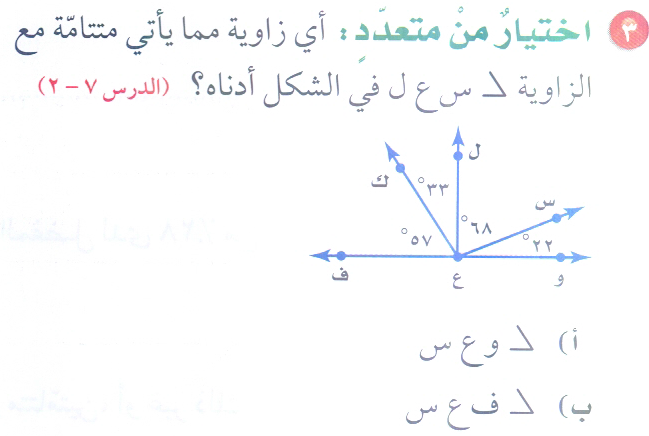 ٣ اختيارٌ منْ متعدّدٍ: أي زاوية مما يأتي متتامّة مع
الزاوية ∠ س ع ل في الشكل أدناه؟ (الدرس ٧ – ٢)
ل
ك
٣٣°
س
٦٨°
٥٧°
٢٢°
ف
ع
و
أ) ∠ و ع س
ب) ∠ ف ع س